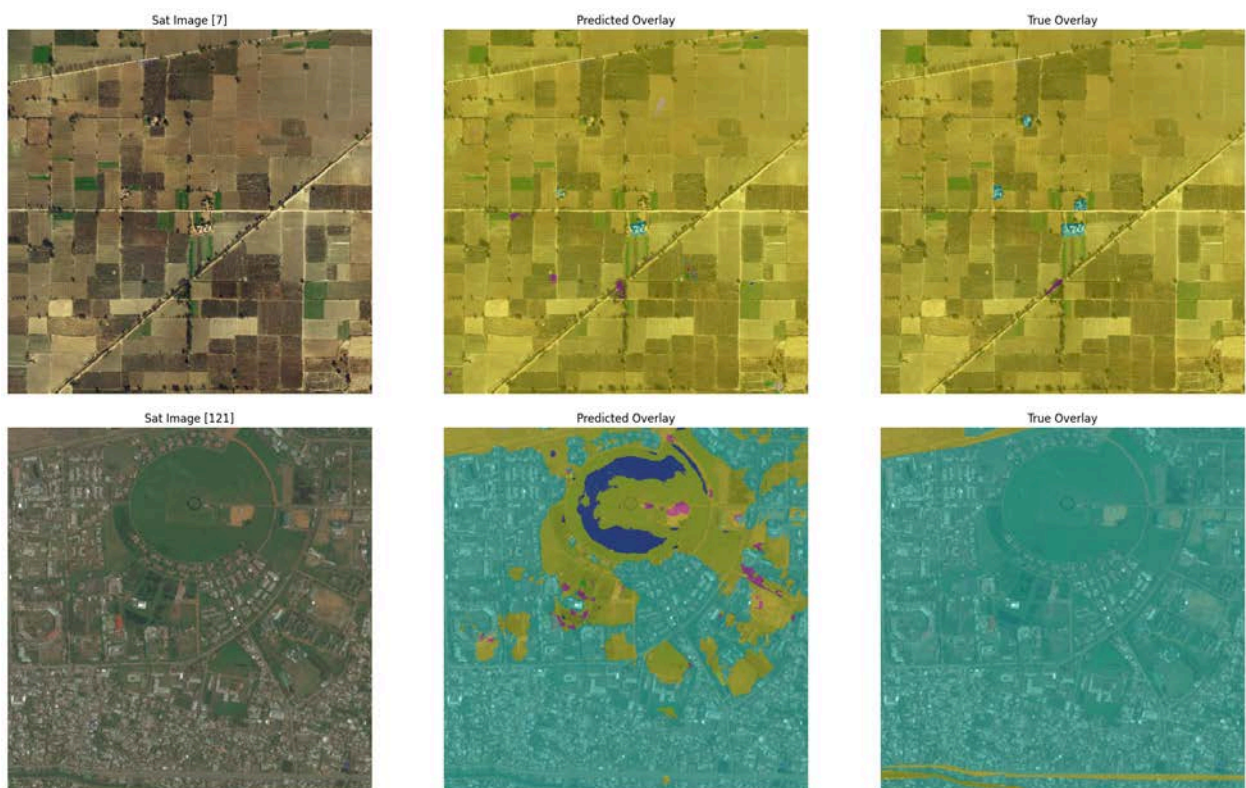 Sat Image [7]
Predicted Overlay
True Overlay
Sat Image [121]
Predicted Overlay
True Overlay